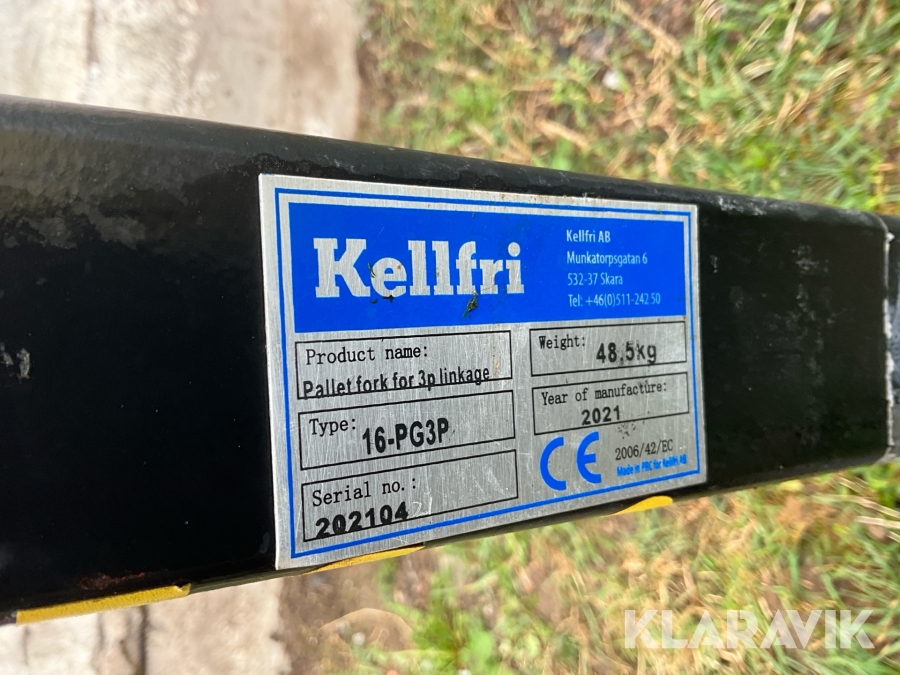 Kellfri
Kellfri AB
Munkatorpsgatan 6
532-37 Skara
Tel: +46(0)511-242 50
Product name:
Pallet fork for 3p linkage
Weight:
48.5kg
Type:
16-PG3P
Year of manufacture:
2021
Serial no.:
202104
CE
2006/42/EC
Made in PRC for Kellfri AB
KLARAVIK